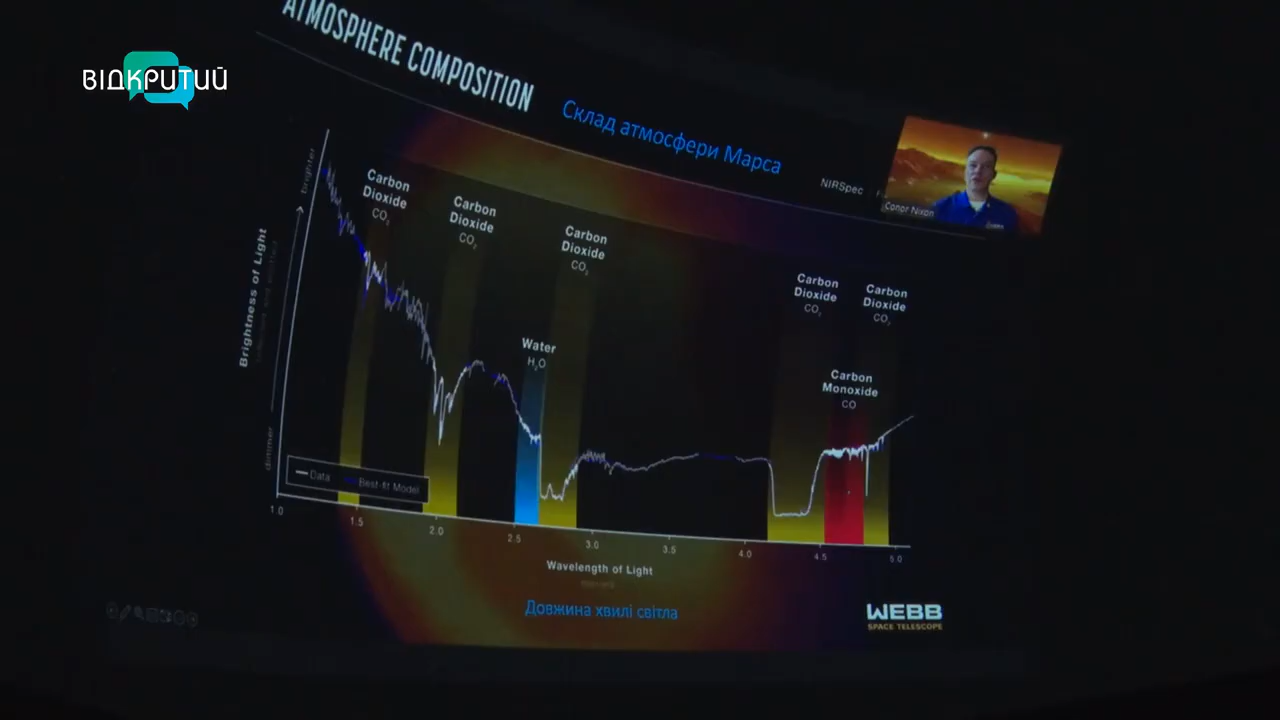 ATMOSPHERE COMPOSITION
ВІДКРИТИЙ
Склад атмосфери Марса
NIRSpec
Conor Nixon
brighter
Brightness of Light
dimmer
Carbon
Dioxide
CO₂
Carbon
Dioxide
CO₂
Carbon
Dioxide
CO₂
Water
H₂O
Carbon
Dioxide
CO₂
Carbon
Dioxide
CO₂
Carbon
Monoxide
CO
Data
Best-fit Model
1.0 1.5 2.0 2.5 3.0 3.5 4.0 4.5 5.0
Wavelength of Light
Довжина хвилі світла
WEBB
SPACE TELESCOPE